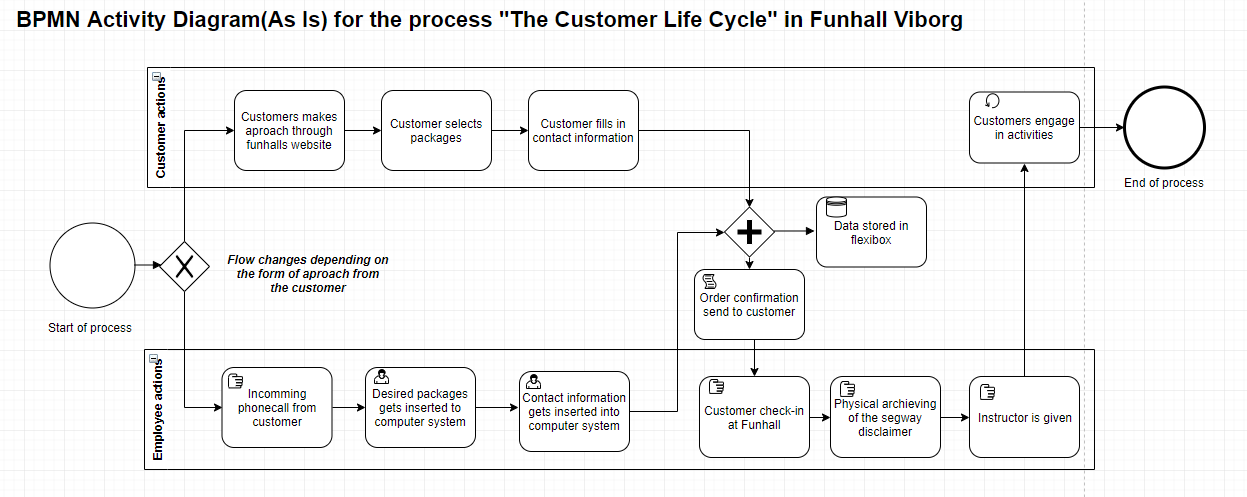 BPMN Activity Diagram(As Is) for the process "The Customer Life Cycle" in Funhall Viborg
Customer actions
Customers makes
aproach through
funhalls website
Customer selects
packages
Customer fills in
contact information
Customers engage
in activities
End of process
Data stored in
flexibox
Flow changes depending on
the form of aproach from
the customer
Start of process
Order confirmation
send to customer
Employee actions
Incomming
phonecall from
customer
Desired packages
gets inserted to
computer system
Contact information
gets inserted into
computer system
Customer check-in
at Funhall
Physical archieving
of the segway
disclaimer
Instructor is given